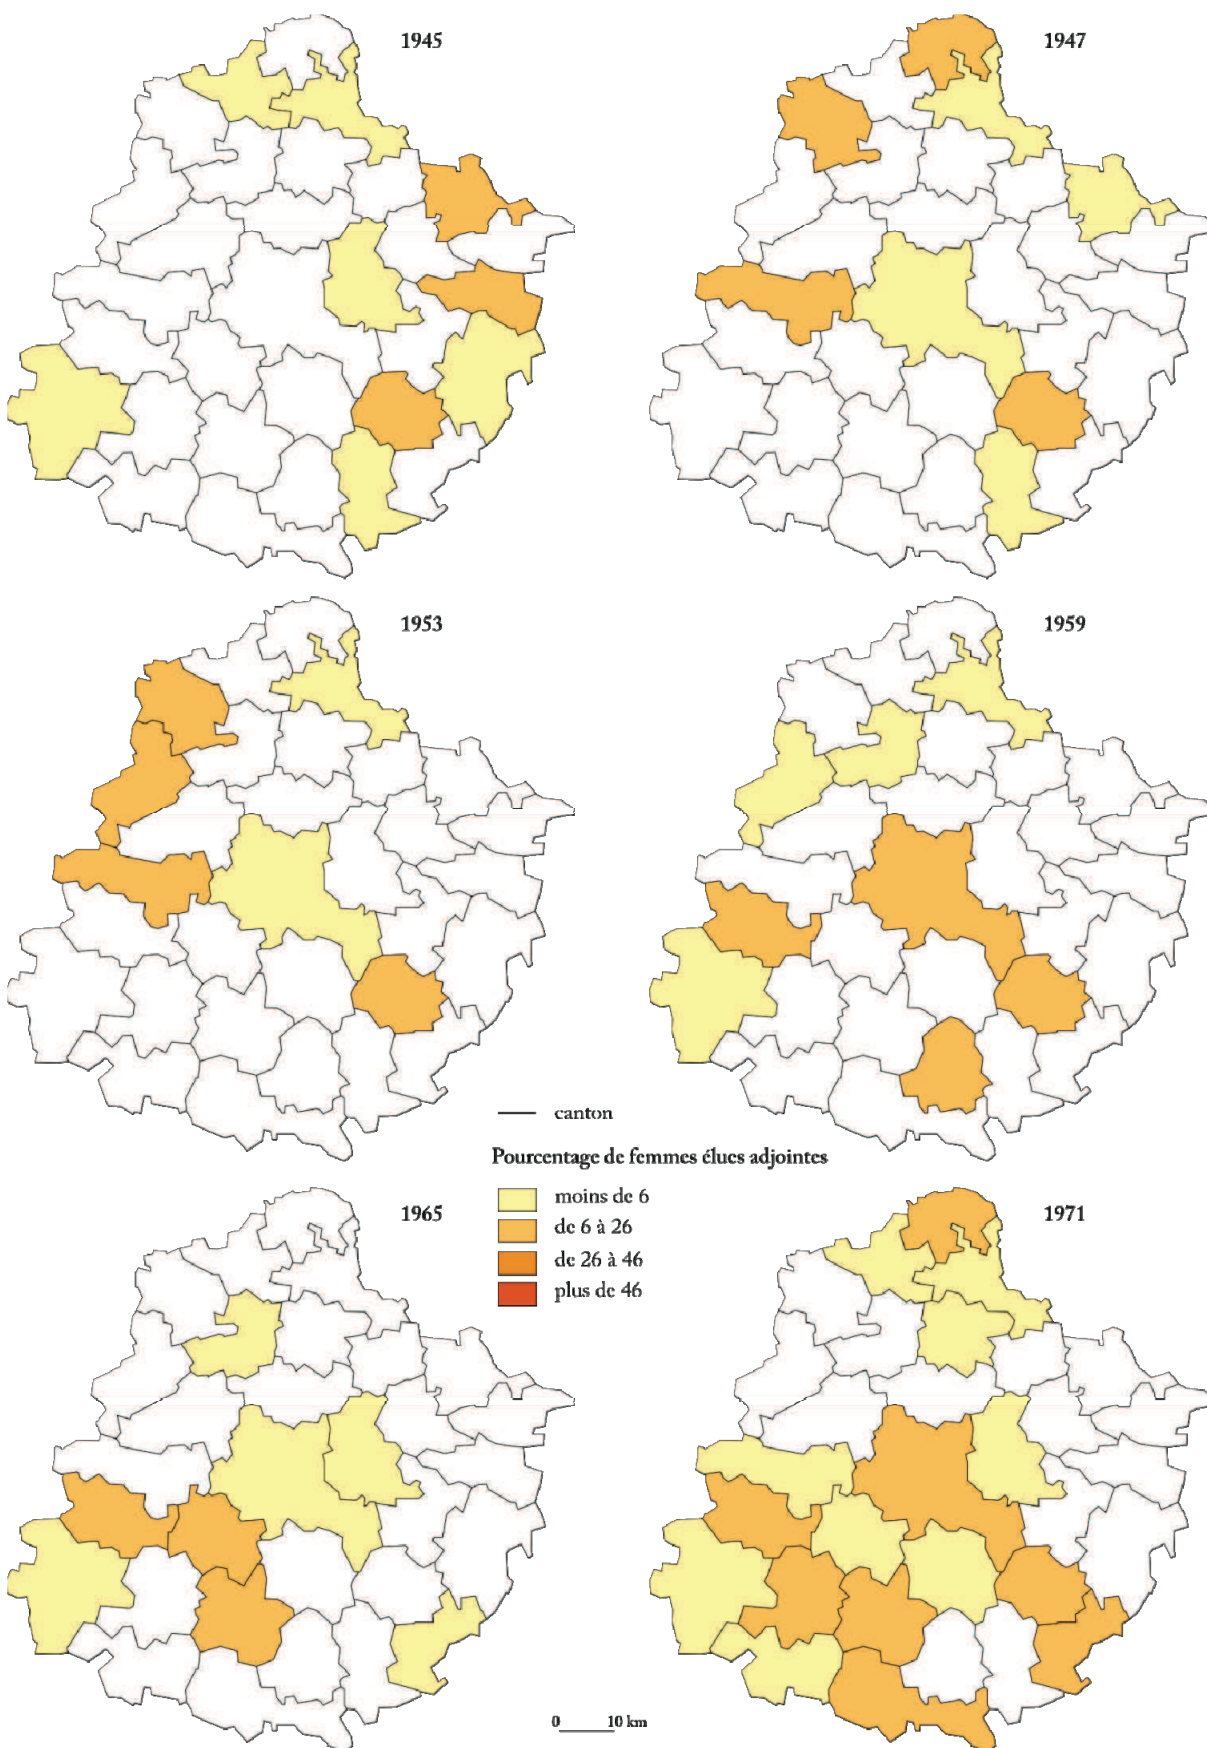 1945
1947
1953
1959
canton
Pourcentage de femmes élues adjointes
moins de 6
de 6 à 26
de 26 à 46
plus de 46
1965
1971
0 10 km